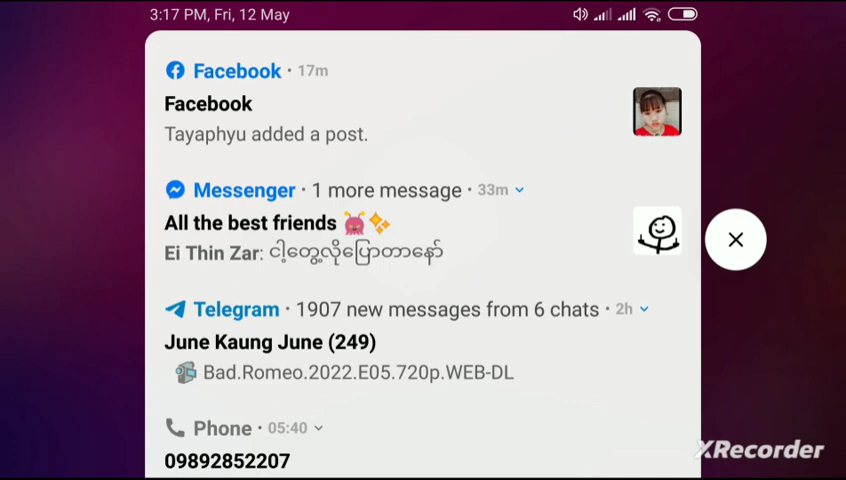 3:17 PM, Fri, 12 May
Facebook · 17m
Facebook
Tayaphyu added a post.
Messenger · 1 more message · 33m
All the best friends 👾✨
Ei Thin Zar: ငါ့တွေ့လို့ပြောတာနော်
Telegram · 1907 new messages from 6 chats · 2h
June Kaung June (249)
📹 Bad.Romeo.2022.E05.720p.WEB-DL
Phone · 05:40
09892852207
XRecorder